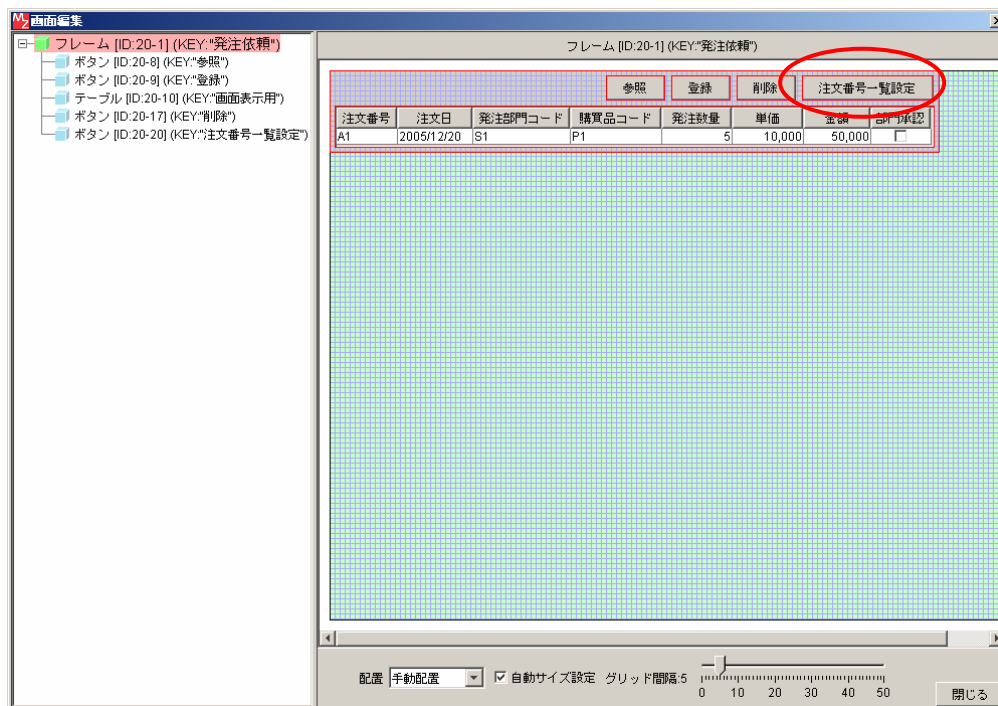 画面編集
フレーム [ID:20-1] (KEY:"発注依頼")
ボタン [ID:20-8] (KEY:"参照")
ボタン [ID:20-9] (KEY:"登録")
テーブル [ID:20-10] (KEY:"画面表示用")
ボタン [ID:20-17] (KEY:"削除")
ボタン [ID:20-20] (KEY:"注文番号一覧設定")
フレーム [ID:20-1] (KEY:"発注依頼")
参照 登録 削除 注文番号一覧設定
注文番号 注文日 発注部門コード 購買品コード 発注数量 単価 金額 部門承認
A1 2005/12/20 S1 P1 5 10,000 50,000
配置 手動配置 自動サイズ設定 グリッド間隔:5
0 10 20 30 40 50
閉じる